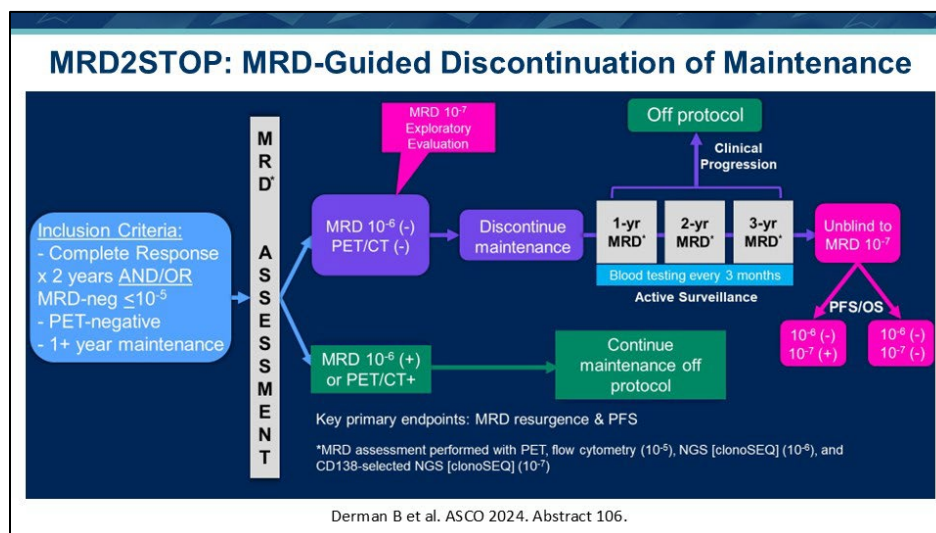 MRD2STOP: MRD-Guided Discontinuation of Maintenance
Inclusion Criteria:
- Complete Response
x 2 years AND/OR
MRD-neg ≤10⁻⁵
- PET-negative
- 1+ year maintenance
MRD* ASSESSMENT
MRD 10⁻⁷
Exploratory
Evaluation
MRD 10⁻⁶ (-)
PET/CT (-)
Discontinue
maintenance
Off protocol
Clinical
Progression
1-yr
MRD*
2-yr
MRD*
3-yr
MRD*
Blood testing every 3 months
Active Surveillance
Unblind to
MRD 10⁻⁷
PFS/OS
10⁻⁶ (-)
10⁻⁷ (+)
10⁻⁶ (-)
10⁻⁷ (-)
MRD 10⁻⁶ (+)
or PET/CT+
Continue
maintenance off
protocol
Key primary endpoints: MRD resurgence & PFS
*MRD assessment performed with PET, flow cytometry (10⁻⁵), NGS [clonoSEQ] (10⁻⁶), and
CD138-selected NGS [clonoSEQ] (10⁻⁷)
Derman B et al. ASCO 2024. Abstract 106.